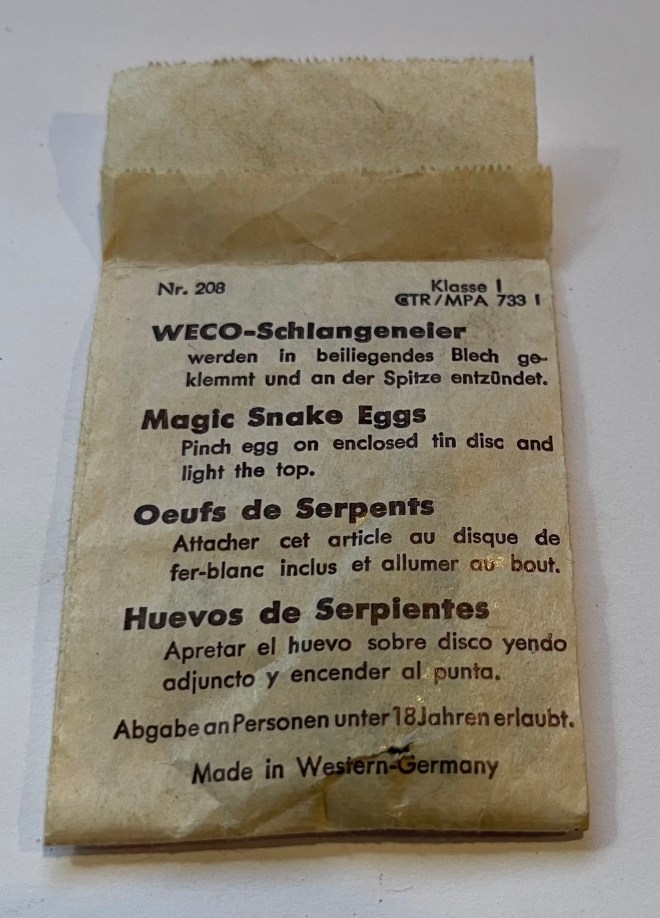 Nr. 208
Klasse I
CTR/MPA 733 I
WECO-Schlangeneier
werden in beiliegendes Blech ge-
klemmt und an der Spitze entzündet.
Magic Snake Eggs
Pinch egg on enclosed tin disc and
light the top.
Oeufs de Serpents
Attacher cet article au disque de
fer-blanc inclus et allumer au bout.
Huevos de Serpientes
Apretar el huevo sobre disco yendo
adjuncto y encender al punta.
Abgabe an Personen unter 18 Jahren erlaubt.
Made in Western-Germany